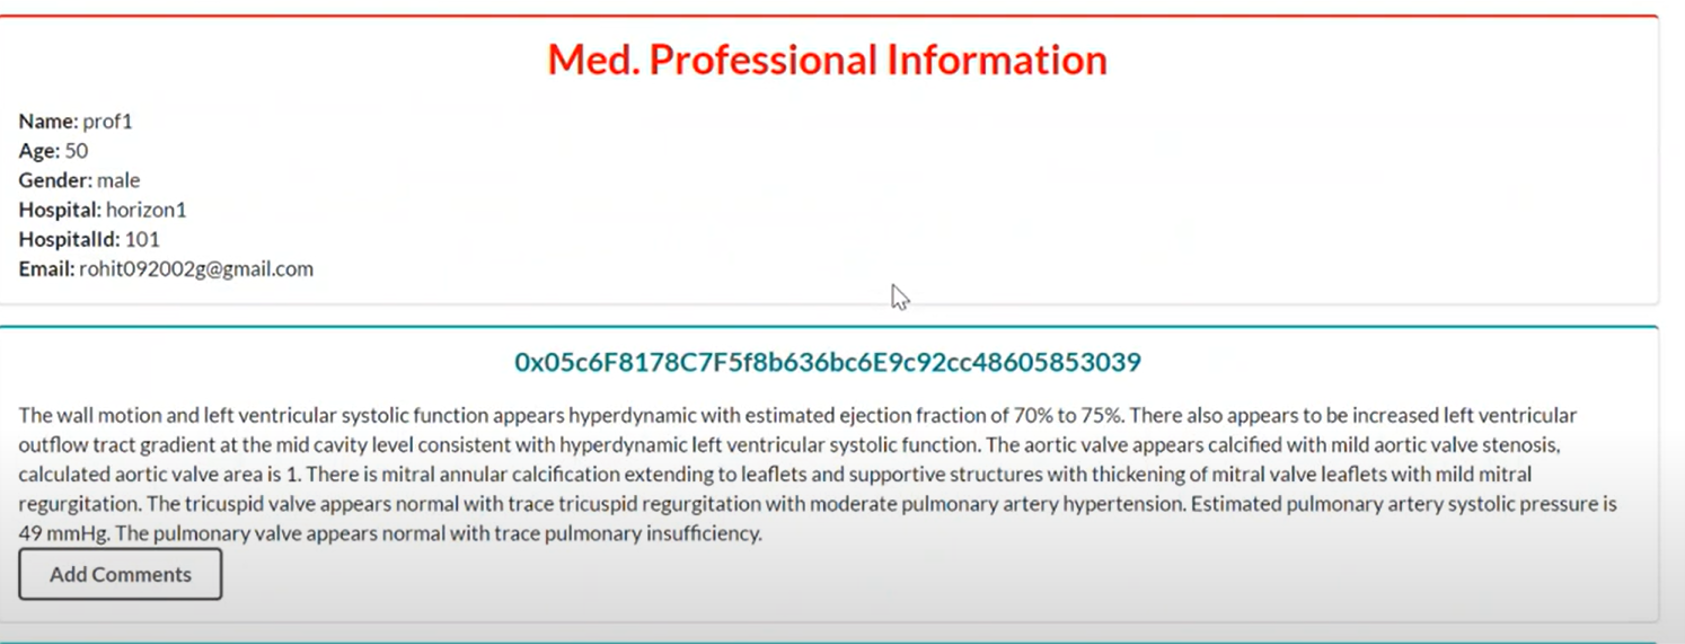 Med. Professional Information
Name: prof1
Age: 50
Gender: male
Hospital: horizon1
HospitalId: 101
Email: rohit092002g@gmail.com
0x05c6F8178C7F5f8b636bc6E9c92cc48605853039
The wall motion and left ventricular systolic function appears hyperdynamic with estimated ejection fraction of 70% to 75%. There also appears to be increased left ventricular
outflow tract gradient at the mid cavity level consistent with hyperdynamic left ventricular systolic function. The aortic valve appears calcified with mild aortic valve stenosis,
calculated aortic valve area is 1. There is mitral annular calcification extending to leaflets and supportive structures with thickening of mitral valve leaflets with mild mitral
regurgitation. The tricuspid valve appears normal with trace tricuspid regurgitation with moderate pulmonary artery hypertension. Estimated pulmonary artery systolic pressure is
49 mmHg. The pulmonary valve appears normal with trace pulmonary insufficiency.
Add Comments